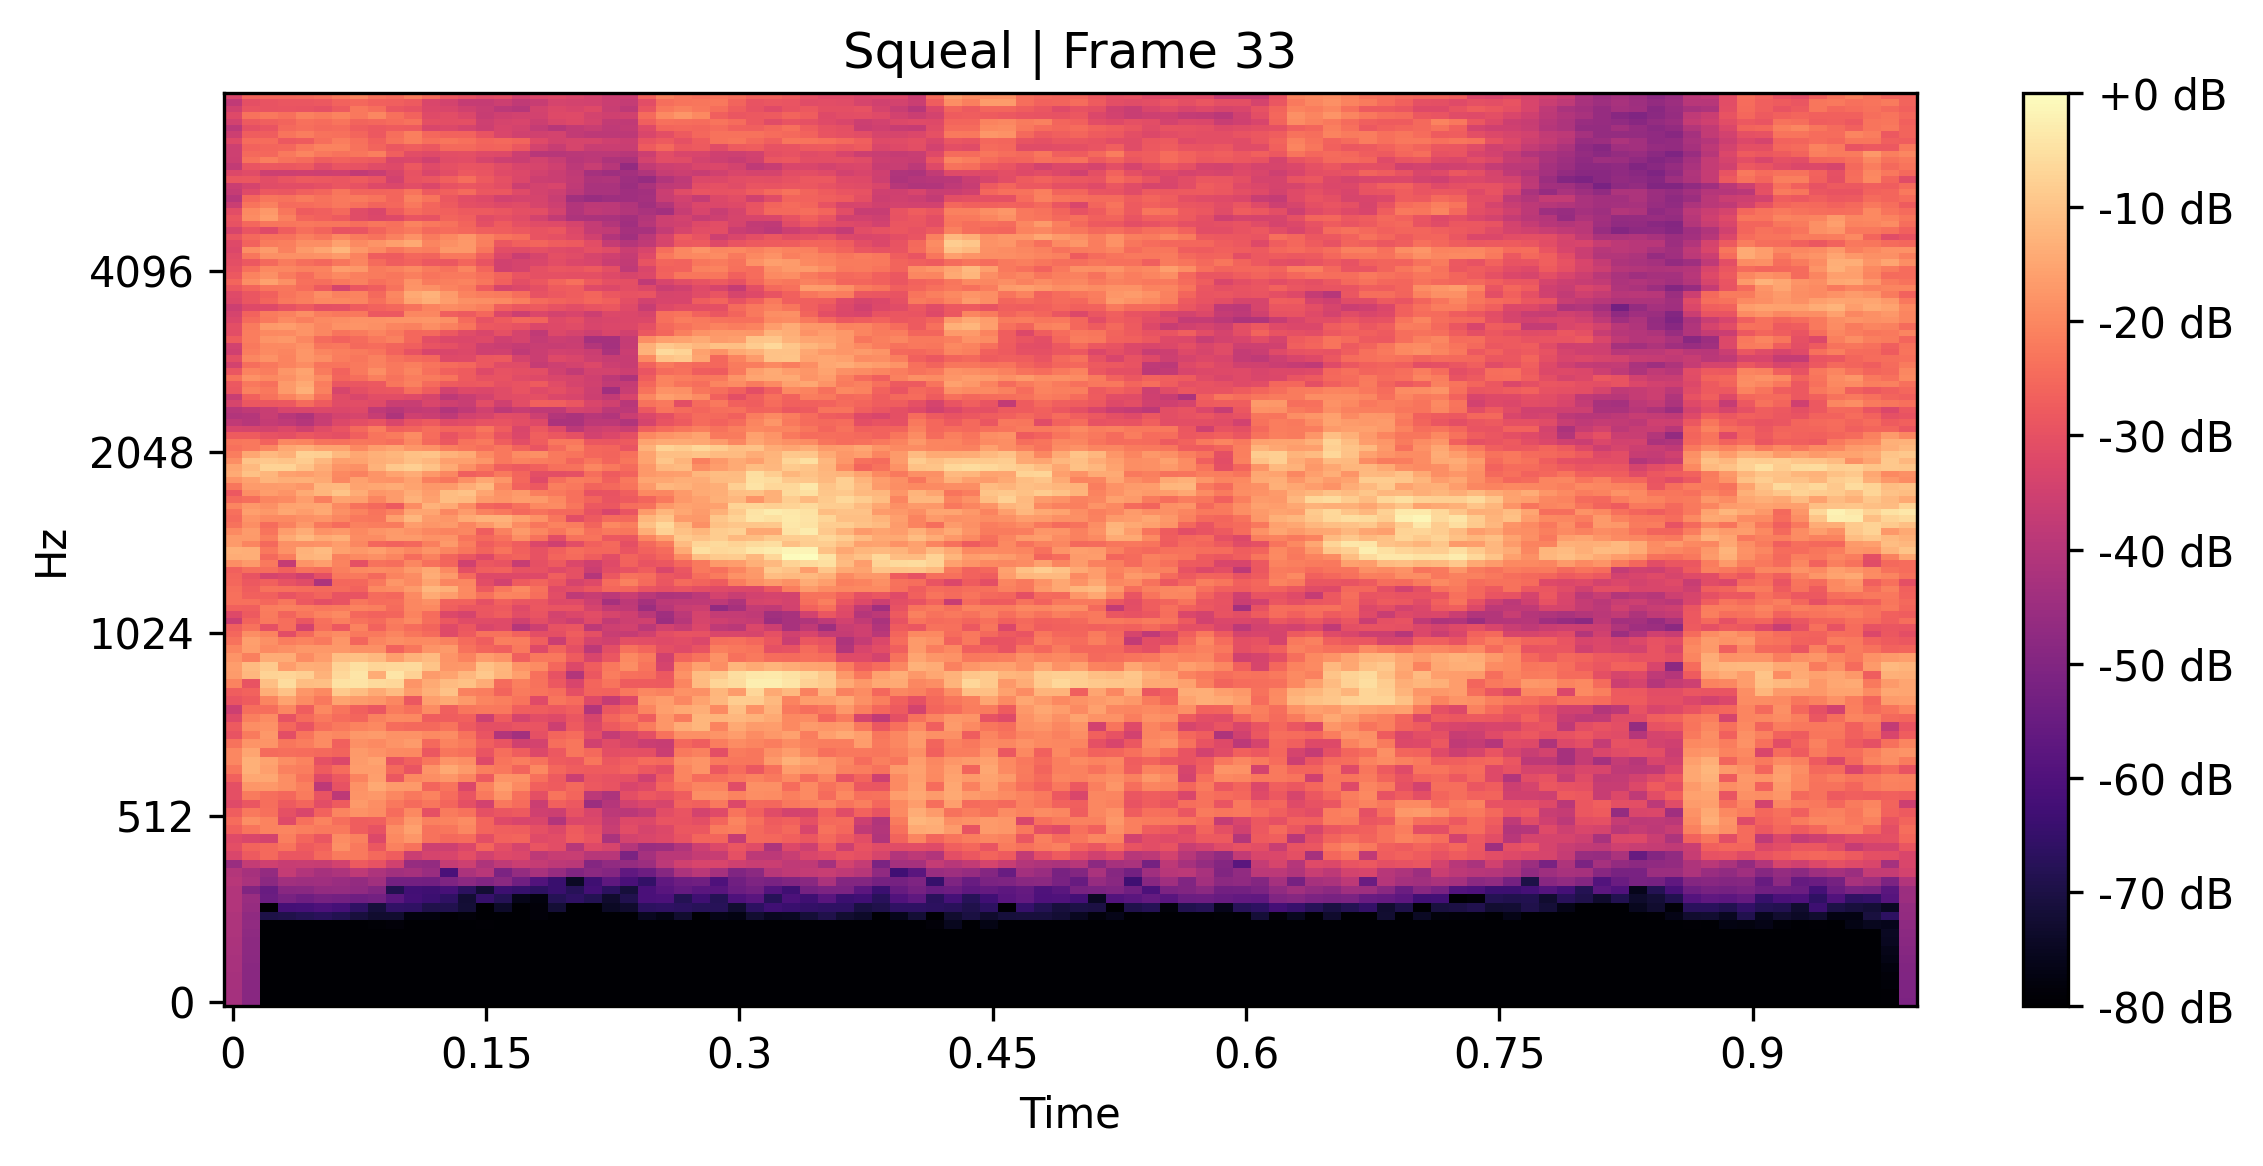 Squeal | Frame 33
+0 dB
-10 dB
-20 dB
-30 dB
-40 dB
-50 dB
-60 dB
-70 dB
-80 dB
Hz
4096
2048
1024
512
0
0 0.15 0.3 0.45 0.6 0.75 0.9
Time